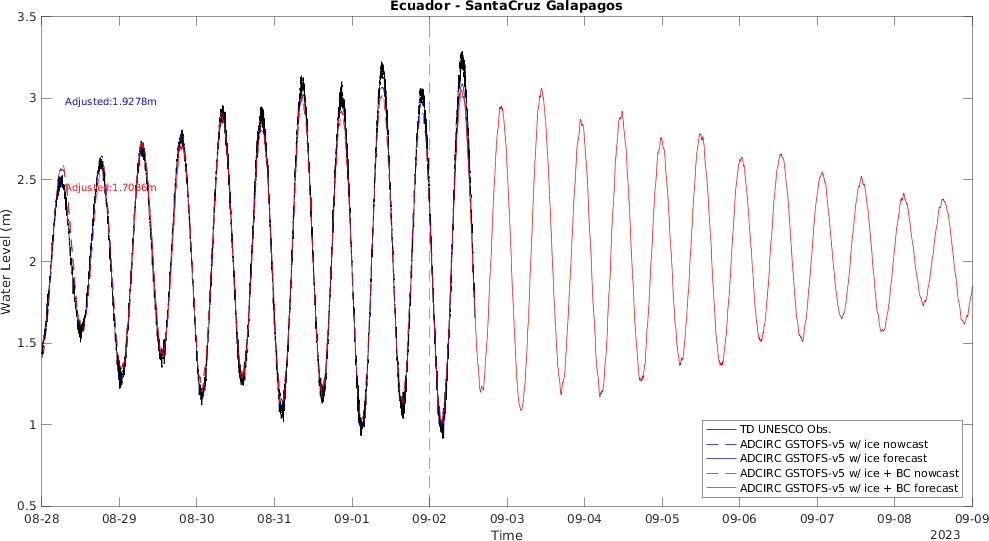 Ecuador - SantaCruz Galapagos
3.5
3
2.5
2
1.5
1
0.5
Water Level (m)
Adjusted:1.9278m
Adjusted:1.7036m
TD UNESCO Obs.
ADCIRC GSTOFS-v5 w/ ice nowcast
ADCIRC GSTOFS-v5 w/ ice forecast
ADCIRC GSTOFS-v5 w/ ice + BC nowcast
ADCIRC GSTOFS-v5 w/ ice + BC forecast
08-28 08-29 08-30 08-31 09-01 09-02 09-03 09-04 09-05 09-06 09-07 09-08 09-09
Time
2023